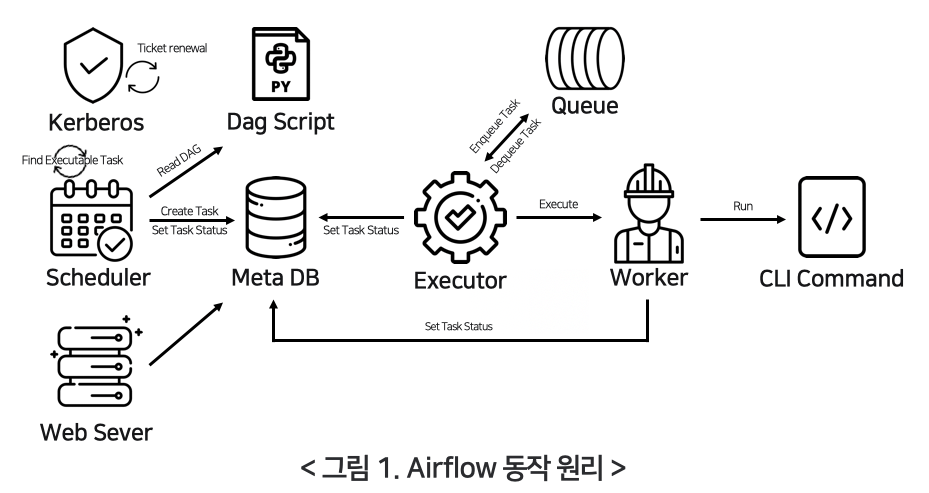 Ticket renewal
PY
Kerberos
Dag Script
Queue
Enqueue Task
Dequeue Task
Find Executable Task
Read DAG
Create Task
Set Task Status
Set Task Status
Execute
Run
Scheduler
Meta DB
Executor
Worker
CLI Command
Set Task Status
Web Sever
< 그림 1. Airflow 동작 원리 >